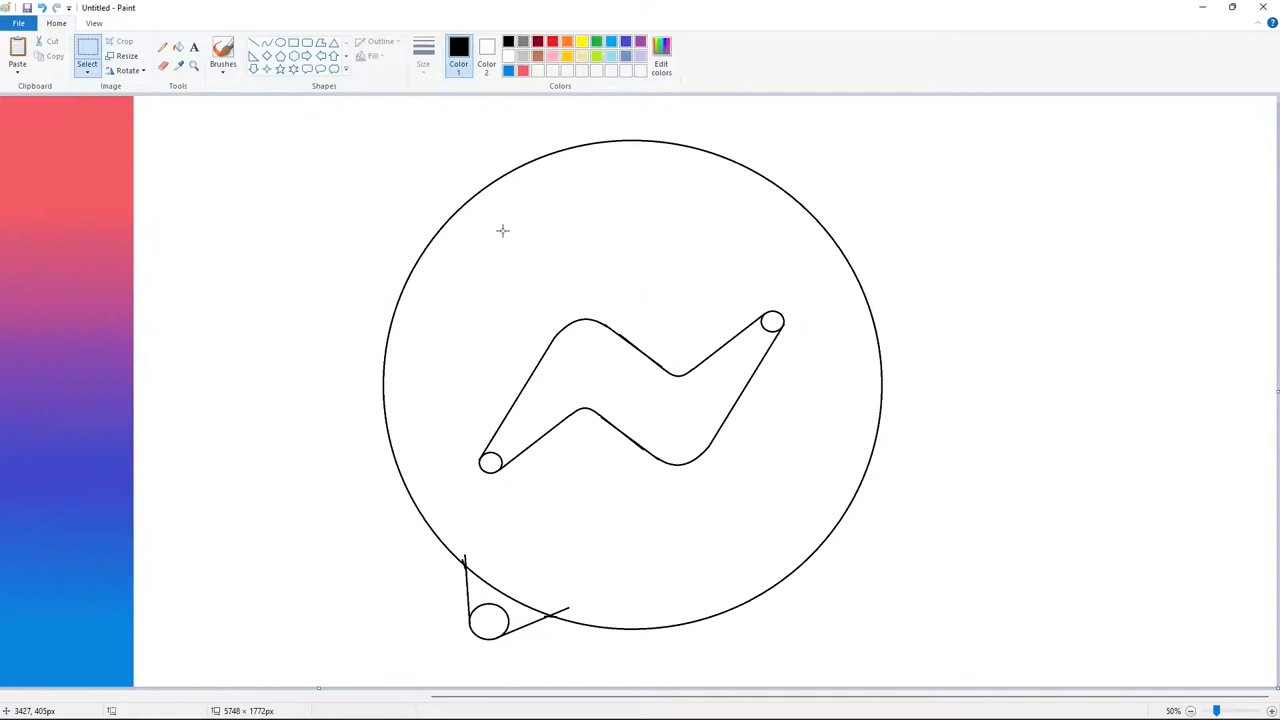 Untitled - Paint
File Home View
Paste
Cut
Copy
Clipboard
Select
Crop
Resize
Rotate
Image
A
Tools
Brushes
Outline
Fill
Shapes
Size
Color 1
Color 2
Edit colors
Colors
3427, 405px
5748 × 1772px
50%